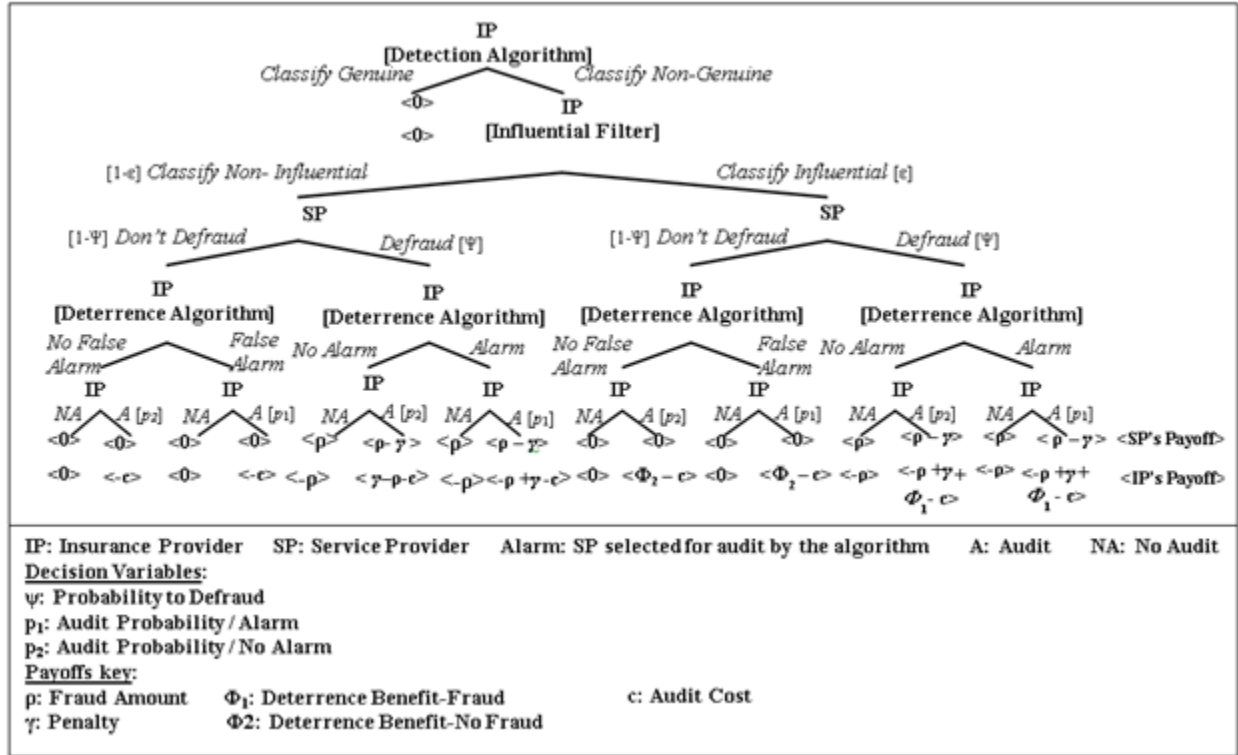 IP
[Detection Algorithm]
Classify Genuine Classify Non-Genuine
<0> IP
<0> [Influential Filter]
[1-ϵ] Classify Non- Influential Classify Influential [ϵ]
SP SP
[1-Ψ] Don't Defraud Defraud [Ψ] [1-Ψ] Don't Defraud Defraud [Ψ]
IP IP IP IP
[Deterrence Algorithm] [Deterrence Algorithm] [Deterrence Algorithm] [Deterrence Algorithm]
No False Alarm False Alarm No Alarm Alarm No False Alarm False Alarm No Alarm Alarm
IP IP IP IP IP IP IP IP
NA A [p₂] NA A [p₁] NA A [p₂] NA A [p₁] NA A [p₂] NA A [p₁] NA A [p₂] NA A [p₁]
<0> <0> <0> <0> <ρ> <ρ-γ> <ρ> <ρ-γ> <0> <0> <0> <0> <ρ> <ρ-γ> <ρ> <ρ-γ> <SP's Payoff>
<0> <-c> <0> <-c> <-ρ> <γ-ρ-c> <-ρ> <-ρ+γ-c> <0> <Φ₂-c> <0> <Φ₂-c> <-ρ> <-ρ+γ+ Φ₁-c> <-ρ> <-ρ+γ+ Φ₁-c> <IP's Payoff>
IP: Insurance Provider SP: Service Provider Alarm: SP selected for audit by the algorithm A: Audit NA: No Audit
Decision Variables:
ψ: Probability to Defraud
p₁: Audit Probability / Alarm
p₂: Audit Probability / No Alarm
Payoffs key:
ρ: Fraud Amount Φ₁: Deterrence Benefit-Fraud c: Audit Cost
γ: Penalty Φ2: Deterrence Benefit-No Fraud